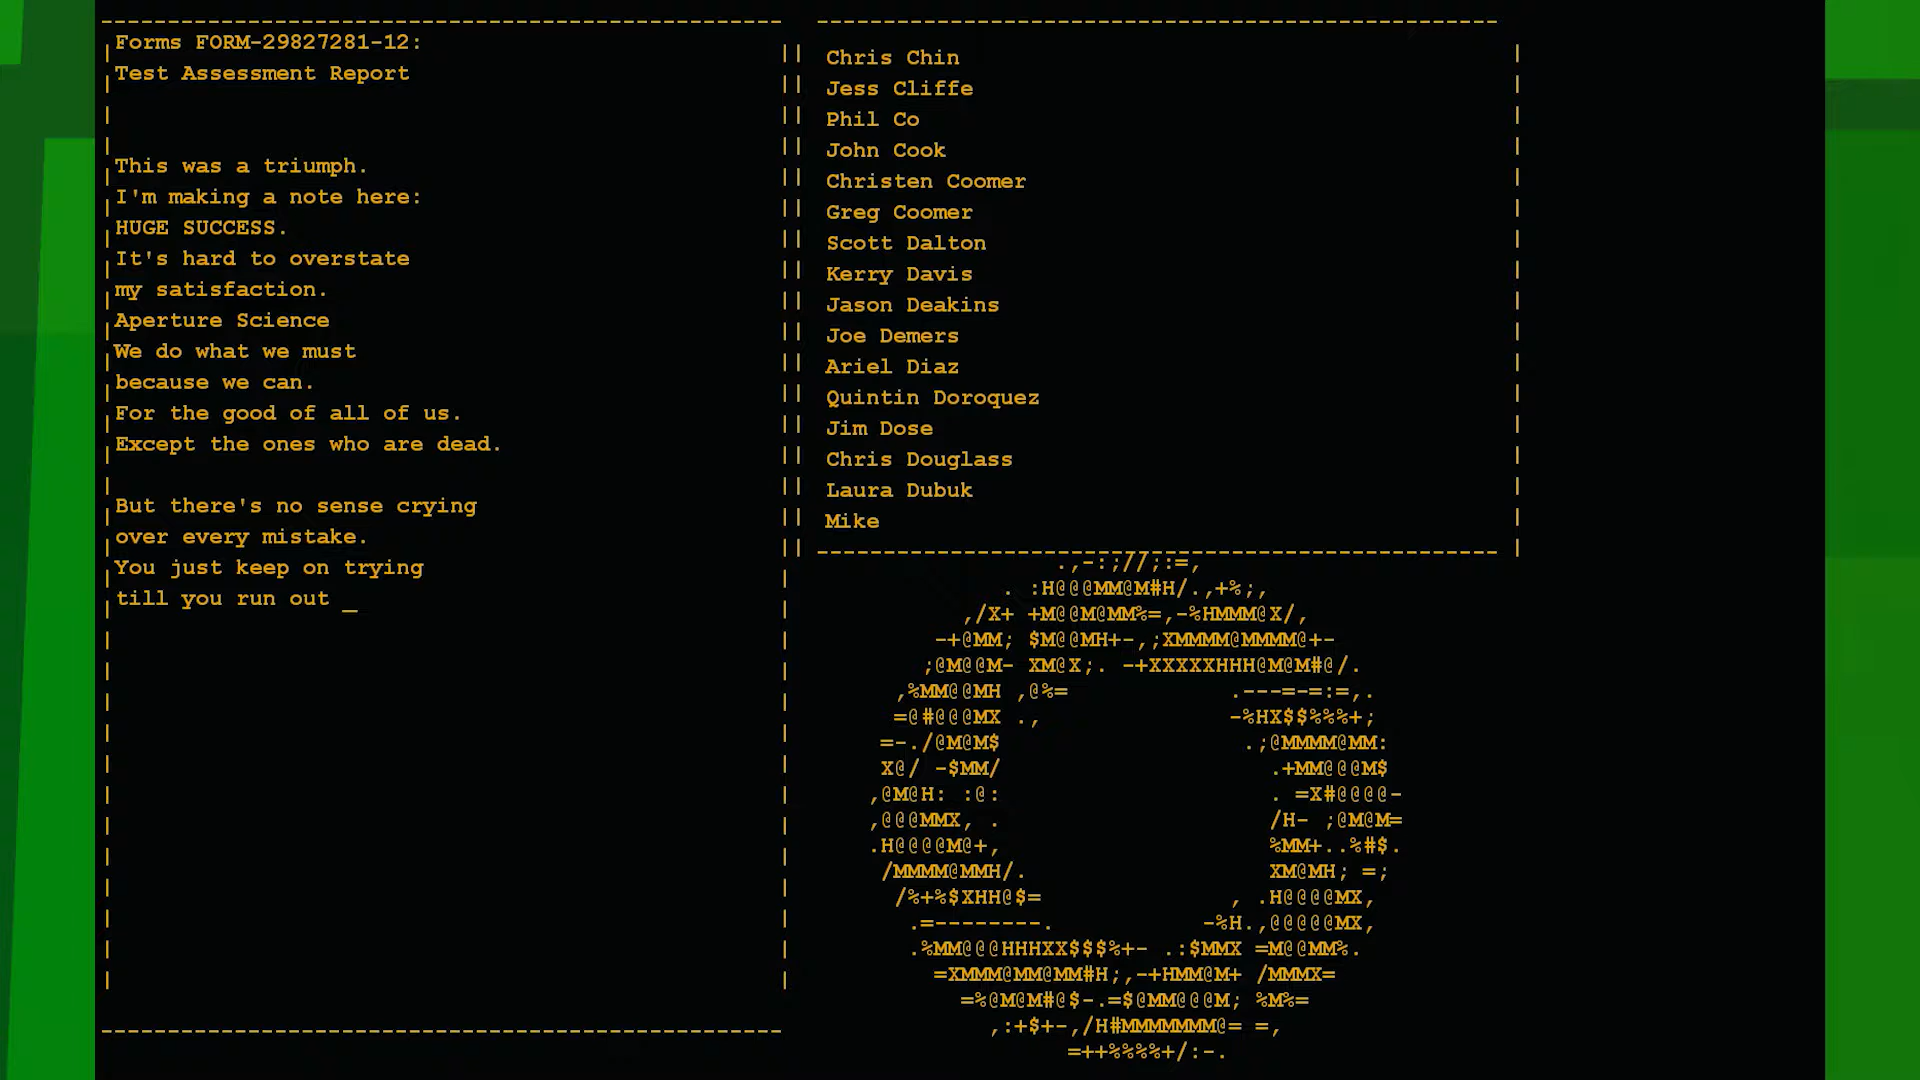 Forms FORM-29827281-12:
Test Assessment Report
This was a triumph.
I'm making a note here:
HUGE SUCCESS.
It's hard to overstate
my satisfaction.
Aperture Science
We do what we must
because we can.
For the good of all of us.
Except the ones who are dead.
But there's no sense crying
over every mistake.
You just keep on trying
till you run out _
Chris Chin
Jess Cliffe
Phil Co
John Cook
Christen Coomer
Greg Coomer
Scott Dalton
Kerry Davis
Jason Deakins
Joe Demers
Ariel Diaz
Quintin Doroquez
Jim Dose
Chris Douglass
Laura Dubuk
Mike